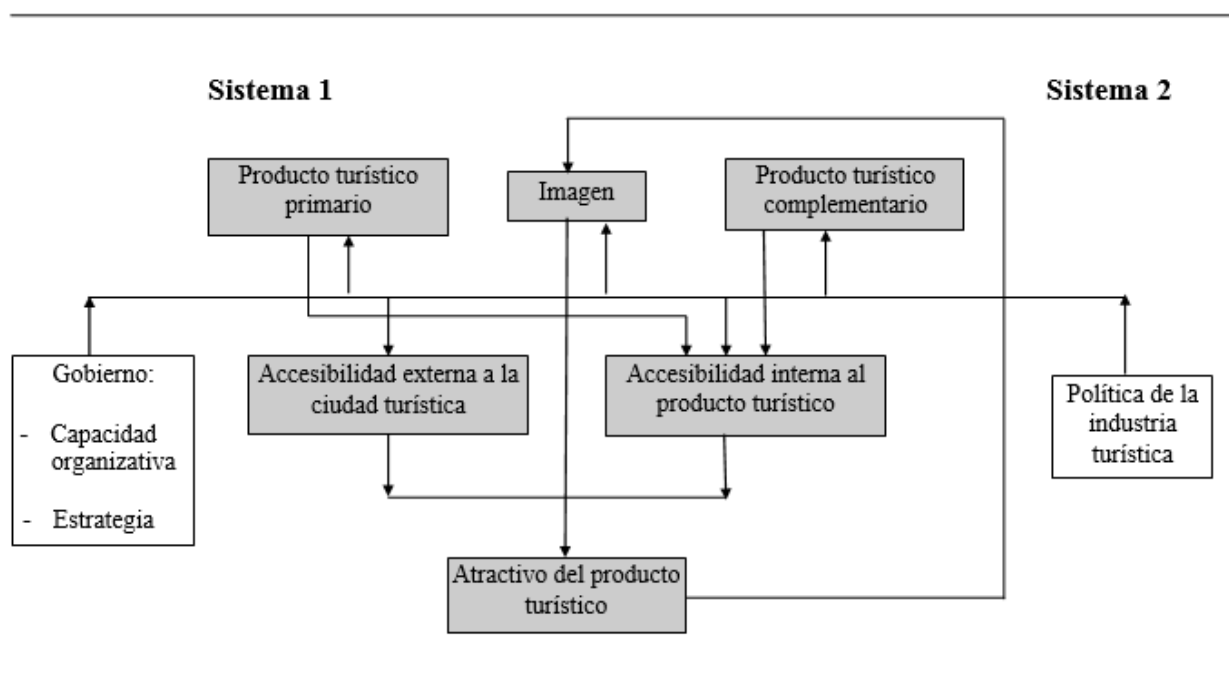 Sistema 1
Sistema 2
Producto turístico
primario
Imagen
Producto turístico
complementario
Gobierno:
- Capacidad
organizativa
- Estrategia
Accesibilidad externa a la
ciudad turística
Accesibilidad interna al
producto turístico
Política de la
industria
turística
Atractivo del producto
turístico